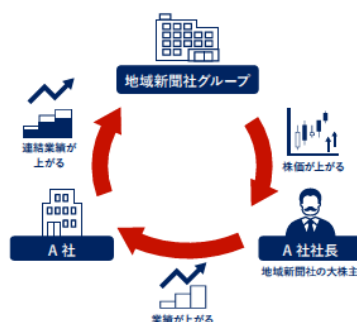 地域新聞社グループ
連結業績が
上がる
株価が上がる
A 社
A 社社長
地域新聞社の大株主
業績が上がる